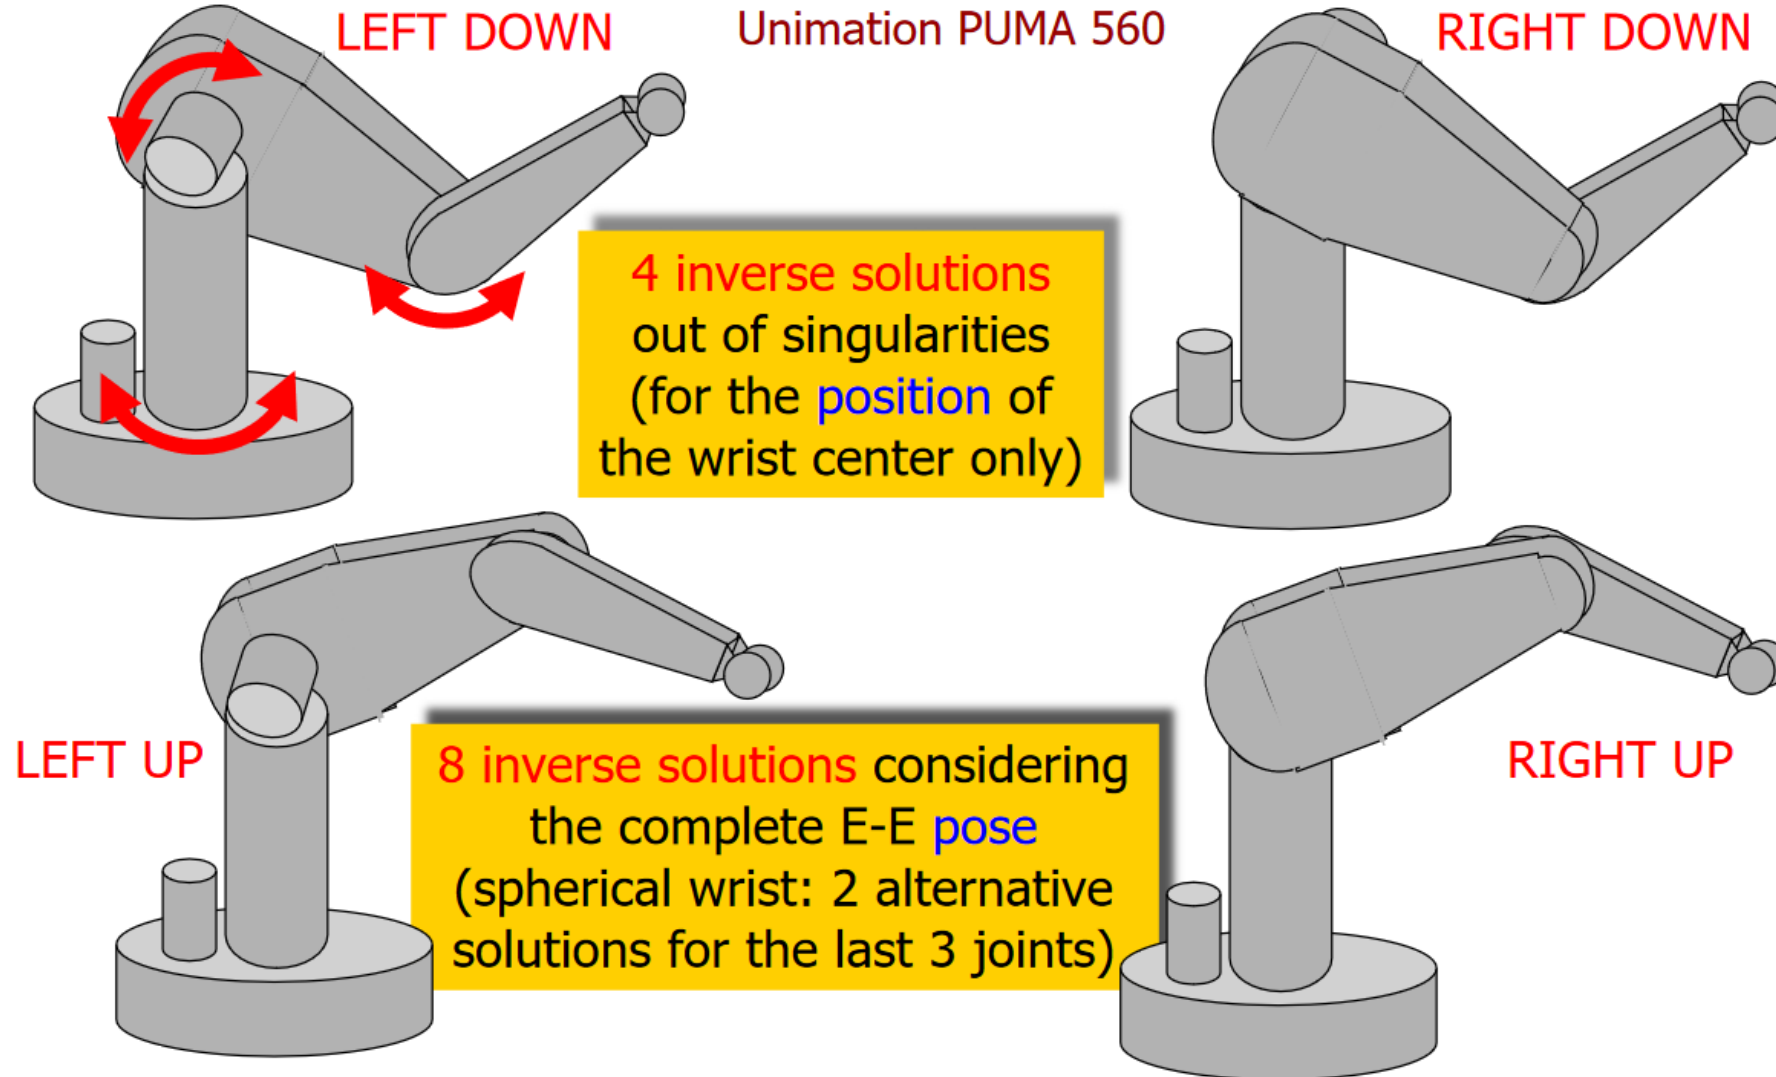 LEFT DOWN
Unimation PUMA 560
RIGHT DOWN
4 inverse solutions
out of singularities
(for the position of
the wrist center only)
LEFT UP
8 inverse solutions considering
the complete E-E pose
(spherical wrist: 2 alternative
solutions for the last 3 joints)
RIGHT UP